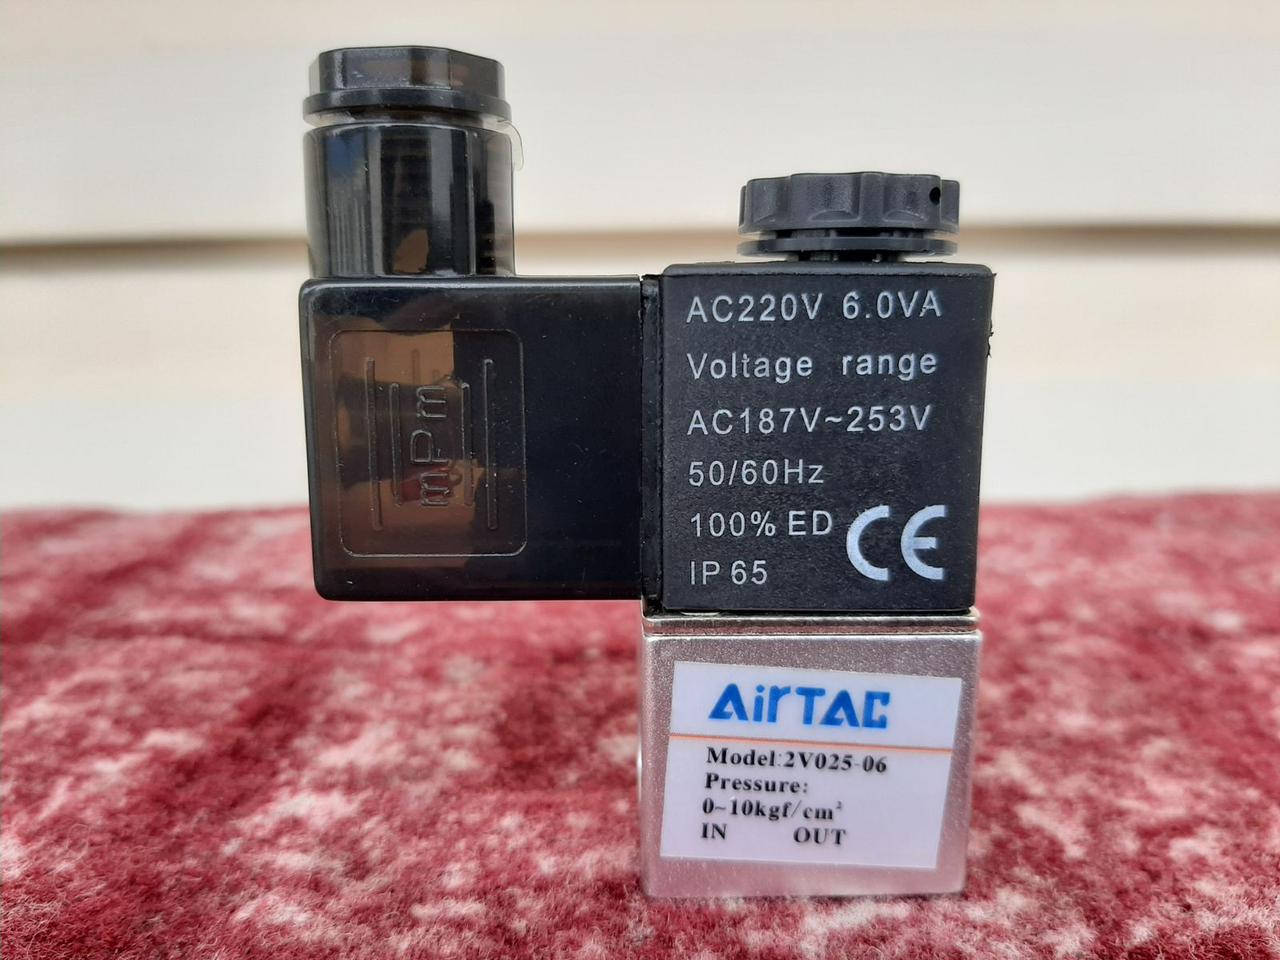 mPm
AC220V 6.0VA
Voltage range
AC187V~253V
50/60Hz
100% ED CE
IP 65
AirTAC
Model:2V025-06
Pressure:
0~10kgf/cm²
IN OUT